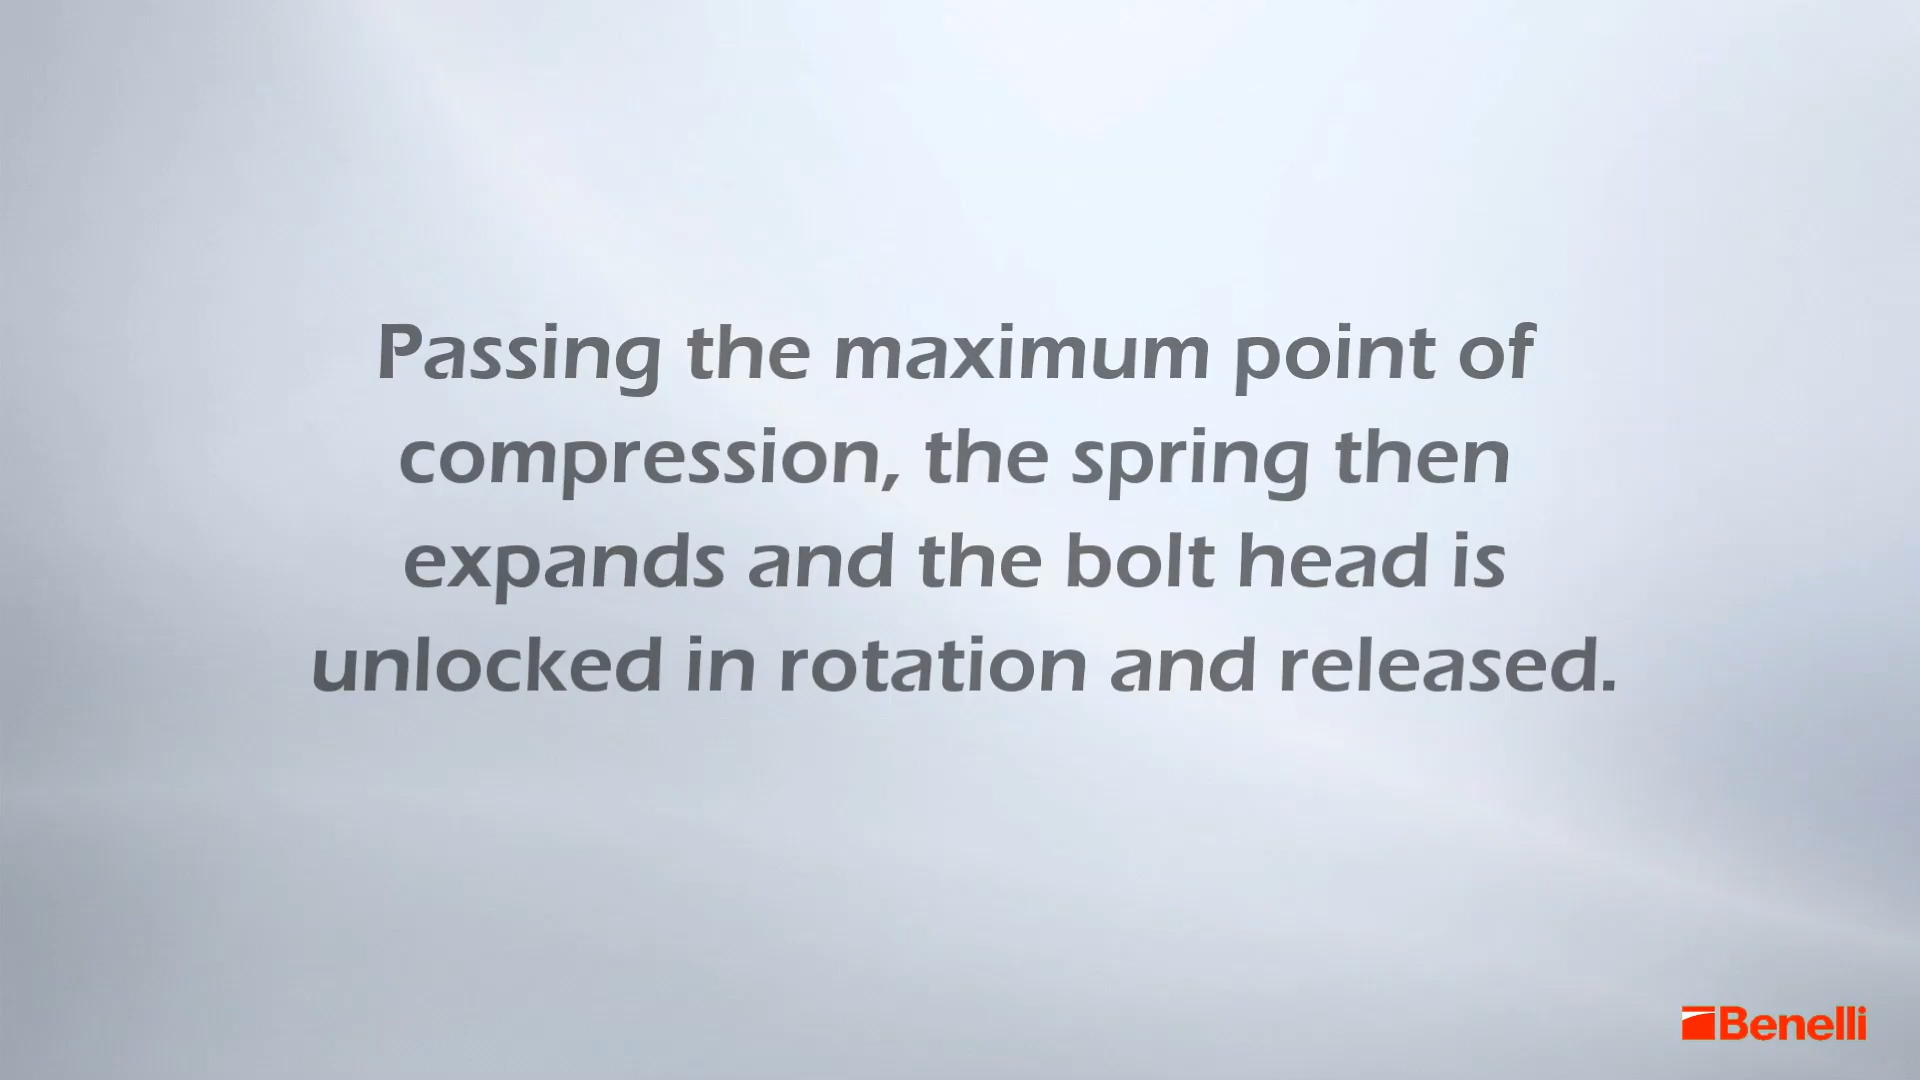 Passing the maximum point of
compression, the spring then
expands and the bolt head is
unlocked in rotation and released.
Benelli